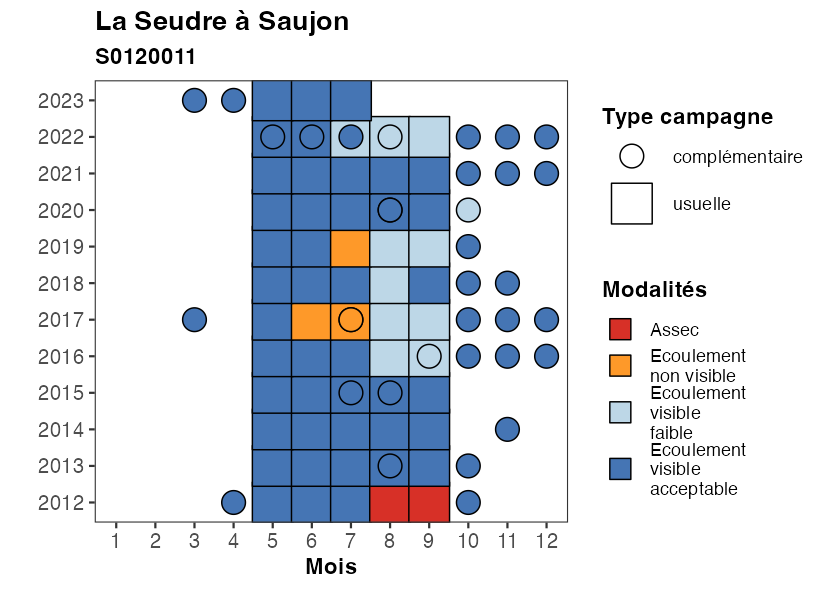 La Seudre à Saujon
S0120011
2023
2022
2021
2020
2019
2018
2017
2016
2015
2014
2013
2012
1 2 3 4 5 6 7 8 9 10 11 12
Mois
Type campagne
complémentaire
usuelle
Modalités
Assec
Ecoulement
non visible
Ecoulement
visible
faible
Ecoulement
visible
acceptable